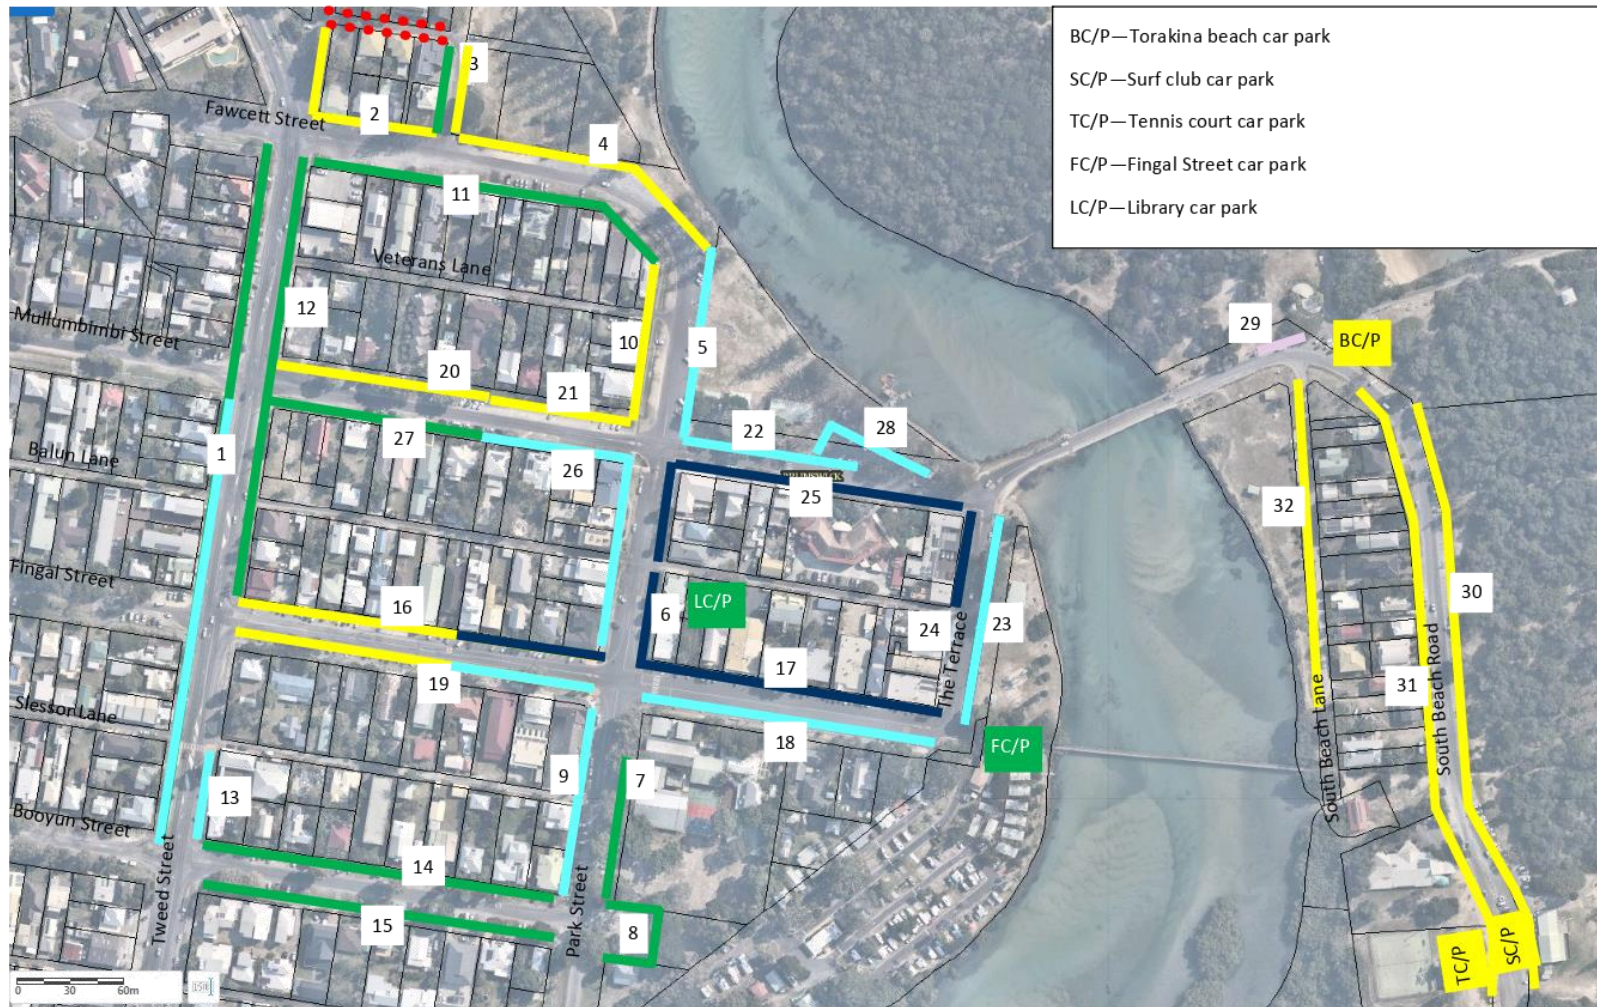 BC/P—Torakina beach car park
SC/P—Surf club car park
TC/P—Tennis court car park
FC/P—Fingal Street car park
LC/P—Library car park
3
2
Fawcett Street
4
11
Veterans Lane
12
Mullumbimbi Street
10
5
29
BC/P
20
21
27
22
28
1
Balun Lane
26
25
32
Fingal Street
16
6
LC/P
24
23
30
The Terrace
17
19
31
South Beach Road
South Beach Lane
Slessor Lane
18
FC/P
9
7
13
Booyun Street
14
Tweed Street
15
Park Street
8
TC/P
SC/P
0 30 60m